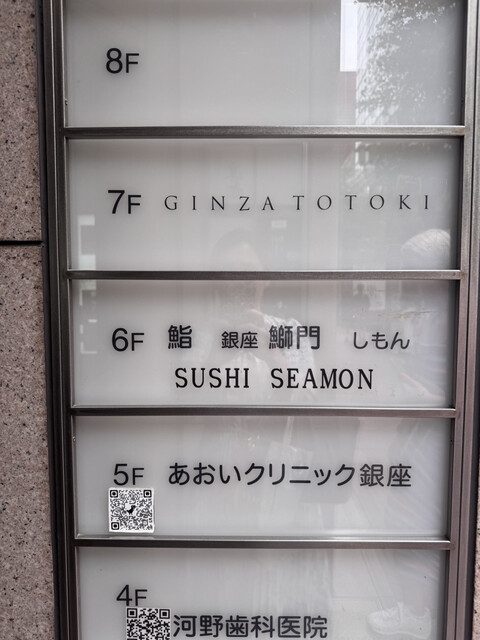 8F
7F GINZA TOTOKI
6F 鮨 銀座 鰤門 しもん
SUSHI SEAMON
5F あおいクリニック銀座
4F
河野歯科医院